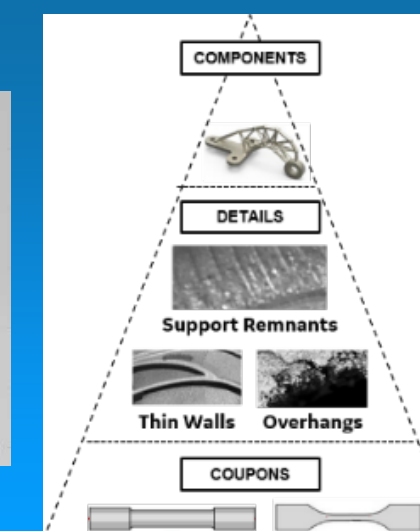 COMPONENTS
DETAILS
Support Remnants
Thin Walls Overhangs
COUPONS